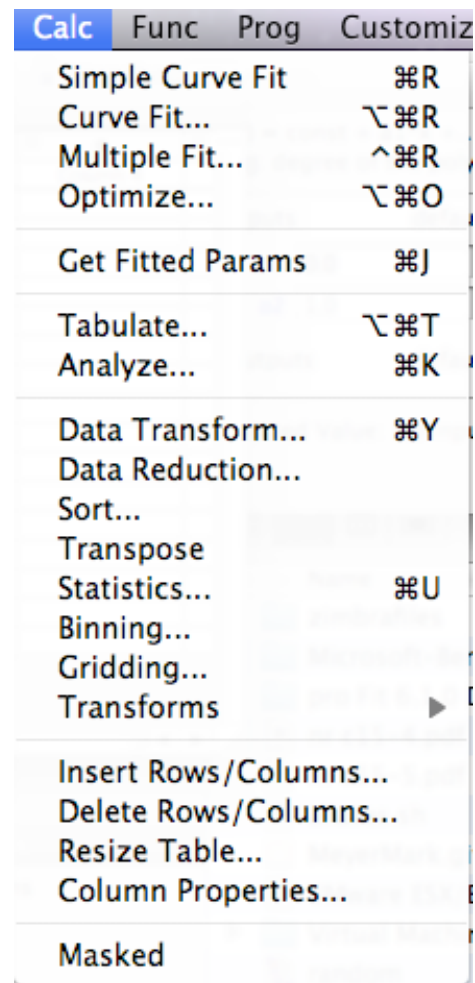 Calc Func Prog Customiz
Simple Curve Fit ⌘R
Curve Fit... ⌥⌘R
Multiple Fit... ^⌘R
Optimize... ⌥⌘O
Get Fitted Params ⌘J
Tabulate... ⌥⌘T
Analyze... ⌘K
Data Transform... ⌘Y
Data Reduction...
Sort...
Transpose
Statistics... ⌘U
Binning...
Gridding...
Transforms ▶
Insert Rows/Columns...
Delete Rows/Columns...
Resize Table...
Column Properties...
Masked